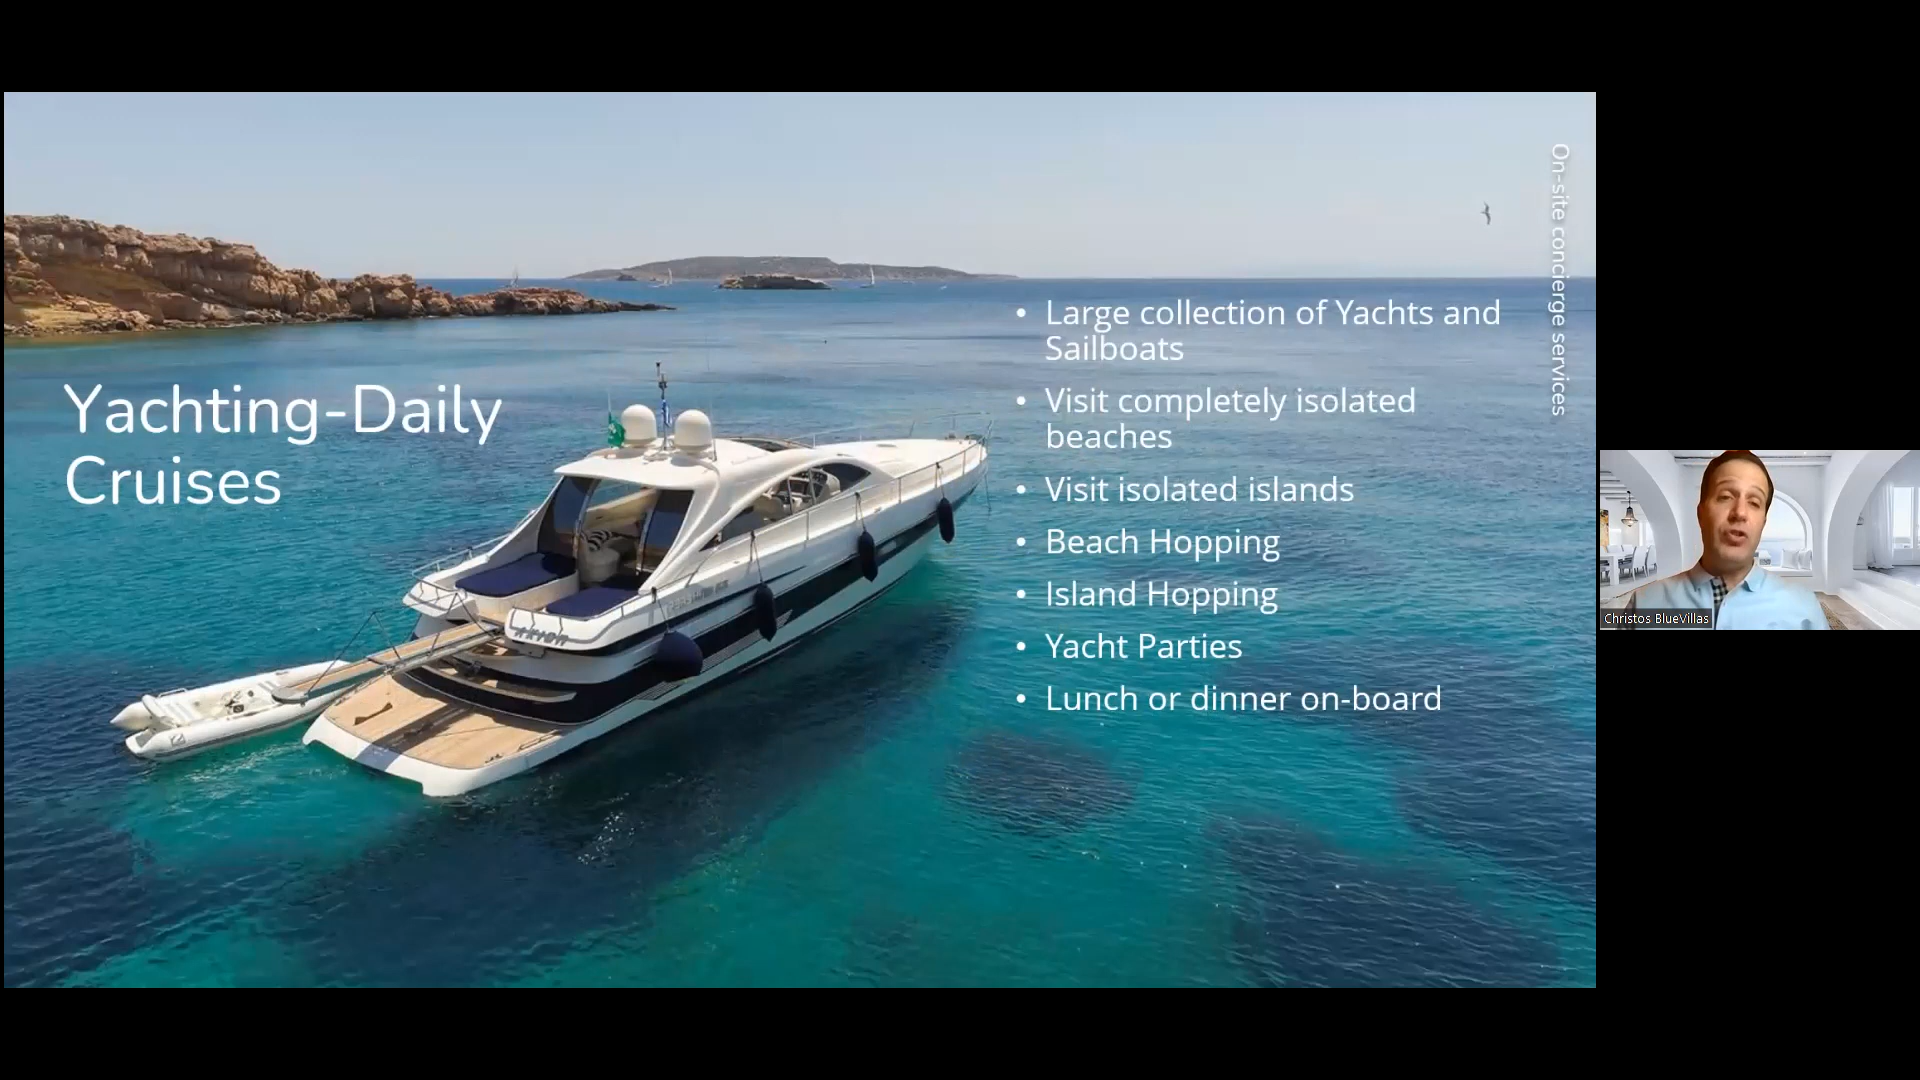 On-site concierge services
Yachting-Daily
Cruises
• Large collection of Yachts and
Sailboats
• Visit completely isolated
beaches
• Visit isolated islands
• Beach Hopping
• Island Hopping
• Yacht Parties
• Lunch or dinner on-board
Christos BlueVillas